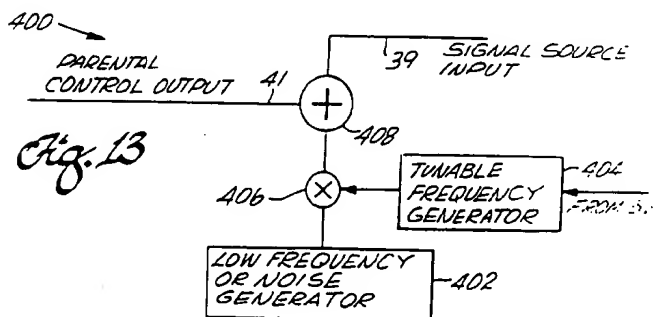 400
PARENTAL
CONTROL OUTPUT
41
39
SIGNAL SOURCE
INPUT
+
408
Fig. 13
406
×
TUNABLE
FREQUENCY
GENERATOR
404
FROM
LOW FREQUENCY
OR NOISE
GENERATOR
402